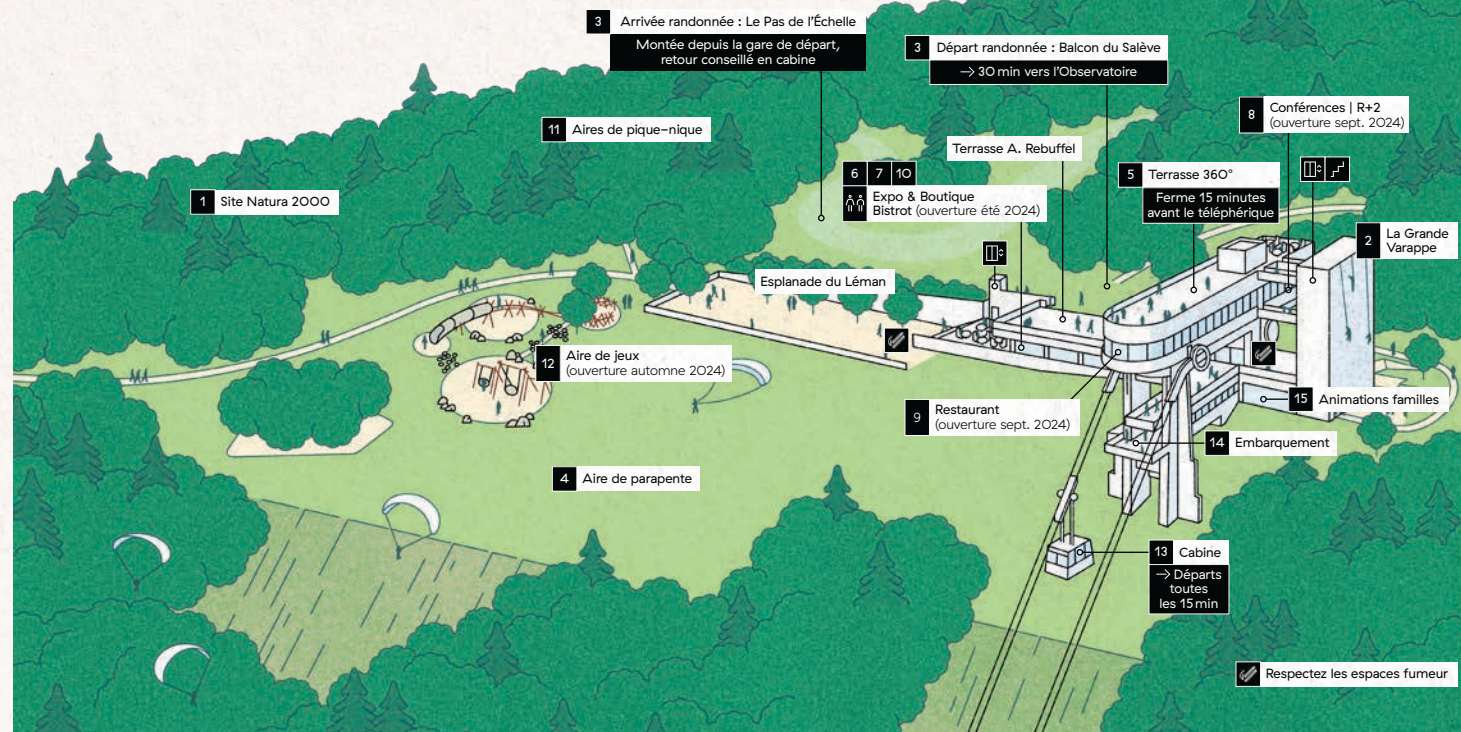 3 Arrivée randonnée : Le Pas de l'Échelle
Montée depuis la gare de départ,
retour conseillé en cabine
3 Départ randonnée : Balcon du Salève
→ 30 min vers l'Observatoire
8 Conférences | R+2
(ouverture sept. 2024)
11 Aires de pique-nique
Terrasse A. Rebuffel
6 7 10
Expo & Boutique
Bistrot (ouverture été 2024)
5 Terrasse 360°
Ferme 15 minutes
avant le téléphérique
1 Site Natura 2000
2 La Grande
Varappe
Esplanade du Léman
12 Aire de jeux
(ouverture automne 2024)
15 Animations familles
9 Restaurant
(ouverture sept. 2024)
14 Embarquement
4 Aire de parapente
13 Cabine
→ Départs
toutes
les 15 min
Respectez les espaces fumeur